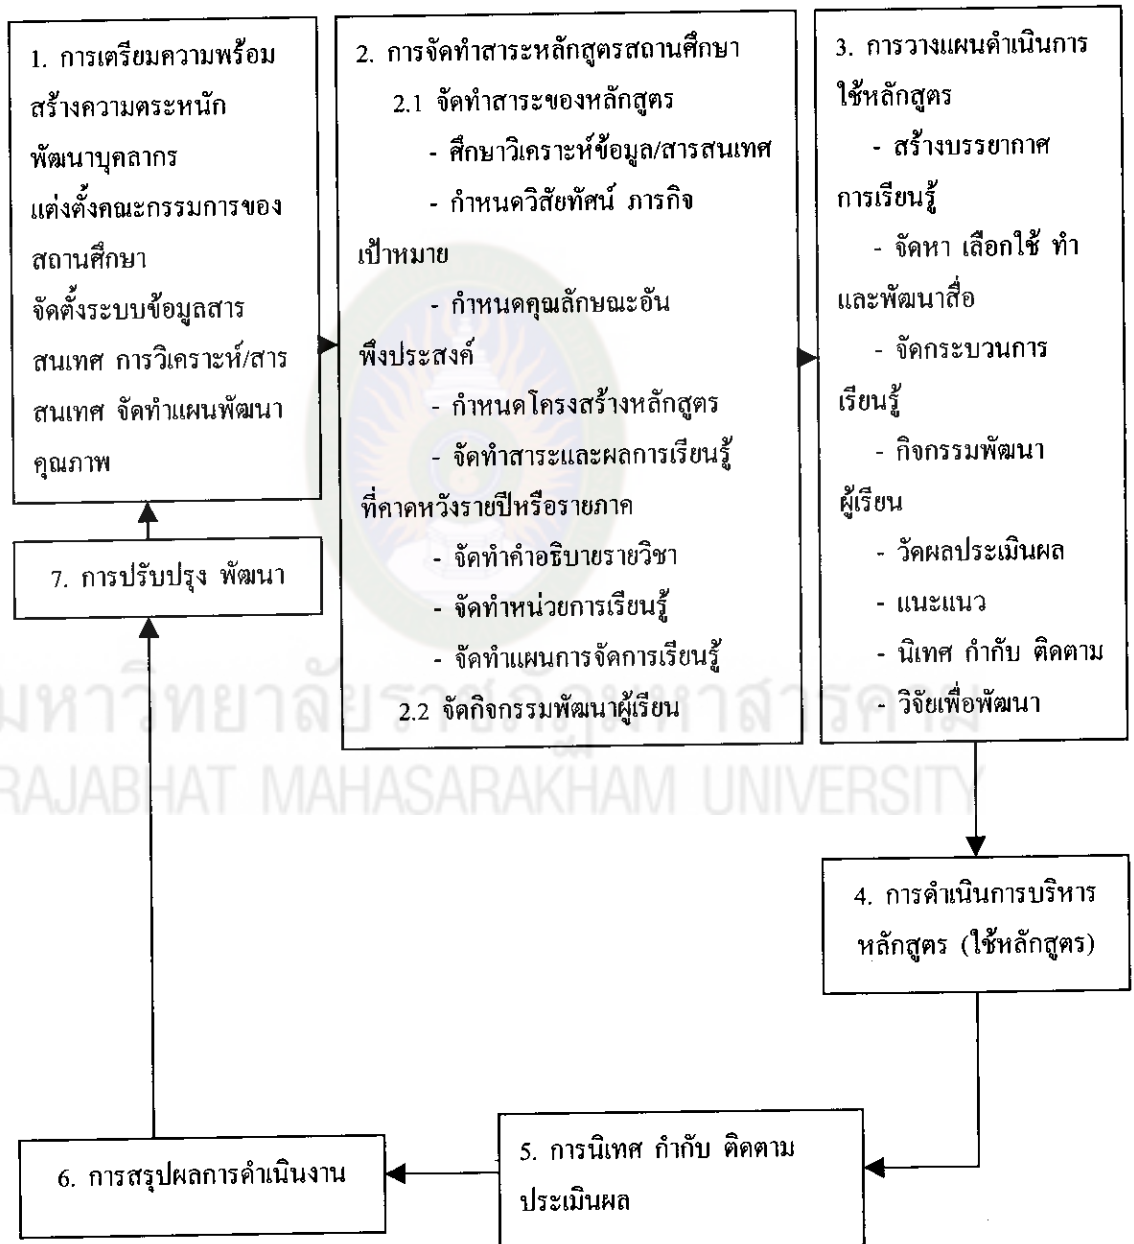 1. การเตรียมความพร้อม
สร้างความตระหนัก
พัฒนาบุคลากร
แต่งตั้งคณะกรรมการของ
สถานศึกษา
จัดตั้งระบบข้อมูลสาร
สนเทศ การวิเคราะห์/สาร
สนเทศ จัดทำแผนพัฒนา
คุณภาพ
2. การจัดทำสาระหลักสูตรสถานศึกษา
2.1 จัดทำสาระของหลักสูตร
- ศึกษาวิเคราะห์ข้อมูล/สารสนเทศ
- กำหนดวิสัยทัศน์ ภารกิจ
เป้าหมาย
- กำหนดคุณลักษณะอัน
พึงประสงค์
- กำหนดโครงสร้างหลักสูตร
- จัดทำสาระและผลการเรียนรู้
ที่คาดหวังรายปีหรือรายภาค
- จัดทำคำอธิบายรายวิชา
- จัดทำหน่วยการเรียนรู้
- จัดทำแผนการจัดการเรียนรู้
2.2 จัดกิจกรรมพัฒนาผู้เรียน
3. การวางแผนดำเนินการ
ใช้หลักสูตร
- สร้างบรรยากาศ
การเรียนรู้
- จัดหา เลือกใช้ ทำ
และพัฒนาสื่อ
- จัดกระบวนการ
เรียนรู้
- กิจกรรมพัฒนา
ผู้เรียน
- วัดผลประเมินผล
- แนะแนว
- นิเทศ กำกับ ติดตาม
- วิจัยเพื่อพัฒนา
7. การปรับปรุง พัฒนา
มหาวิทยาลัยราชภัฏมหาสารคาม
RAJABHAT MAHASARAKHAM UNIVERSITY
4. การดำเนินการบริหาร
หลักสูตร (ใช้หลักสูตร)
5. การนิเทศ กำกับ ติดตาม
ประเมินผล
6. การสรุปผลการดำเนินงาน